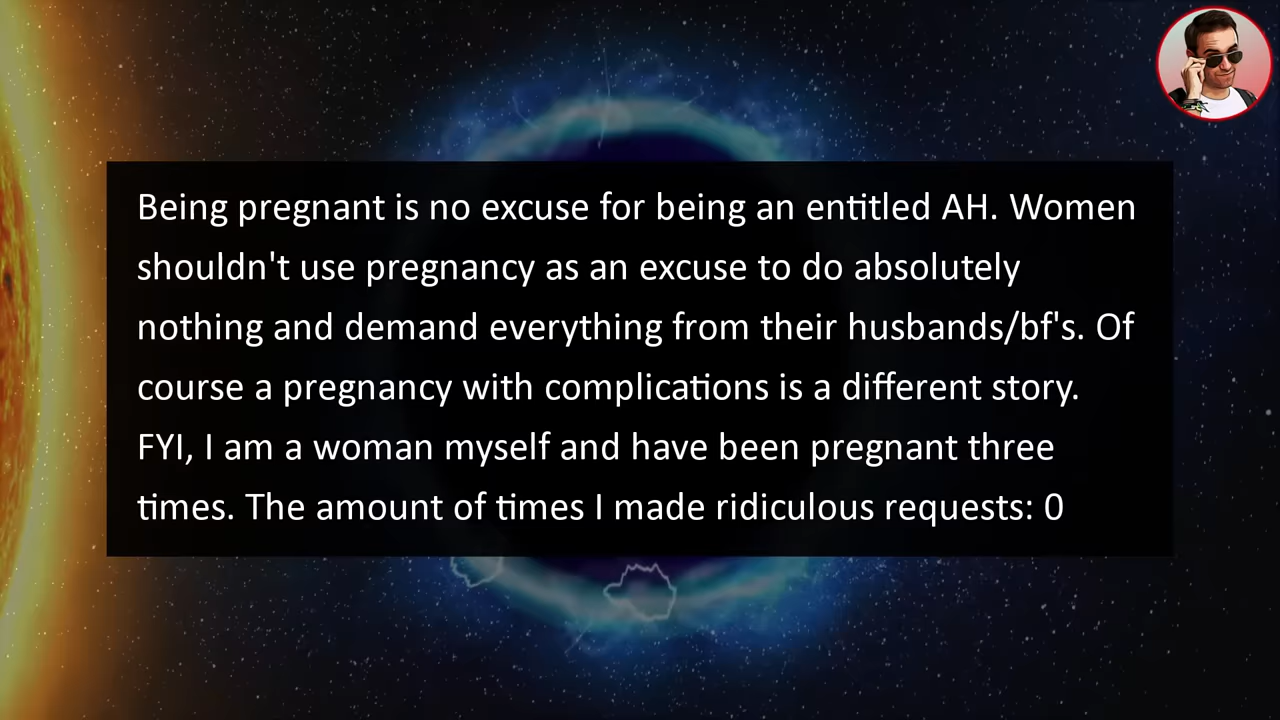 Being pregnant is no excuse for being an entitled AH. Women
shouldn't use pregnancy as an excuse to do absolutely
nothing and demand everything from their husbands/bf's. Of
course a pregnancy with complications is a different story.
FYI, I am a woman myself and have been pregnant three
times. The amount of times I made ridiculous requests: 0